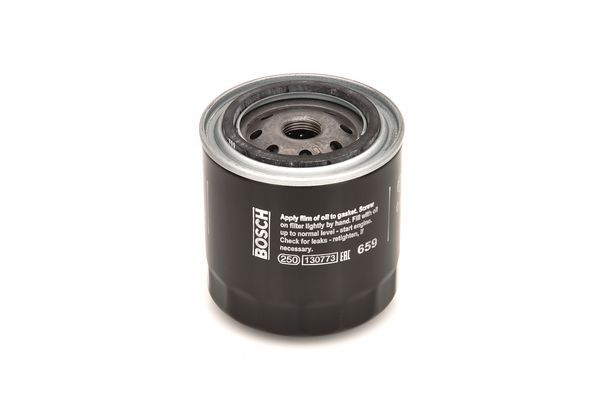 BOSCH
Apply film of oil to gasket. Screw
on filter lightly by hand. Fill with oil
up to normal level - start engine.
Check for leaks - retighten, if
necessary.
250 130773 EAC 659